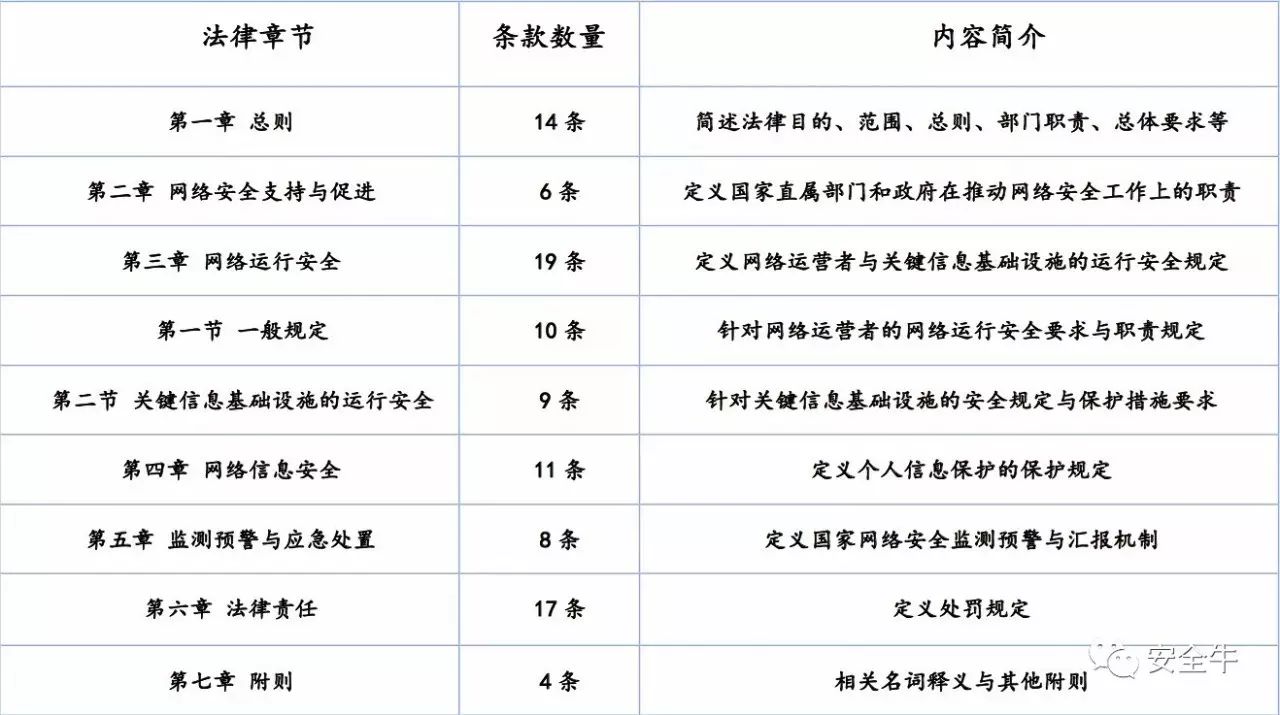 法律章节 条款数量 内容简介
第一章 总则 14 条 简述法律目的、范围、总则、部门职责、总体要求等
第二章 网络安全支持与促进 6 条 定义国家直属部门和政府在推动网络安全工作上的职责
第三章 网络运行安全 19 条 定义网络运营者与关键信息基础设施的运行安全规定
第一节 一般规定 10 条 针对网络运营者的网络运行安全要求与职责规定
第二节 关键信息基础设施的运行安全 9 条 针对关键信息基础设施的安全规定与保护措施要求
第四章 网络信息安全 11 条 定义个人信息保护的保护规定
第五章 监测预警与应急处置 8 条 定义国家网络安全监测预警与汇报机制
第六章 法律责任 17 条 定义处罚规定
第七章 附则 4 条 相关名词释义与其他附则
安全牛